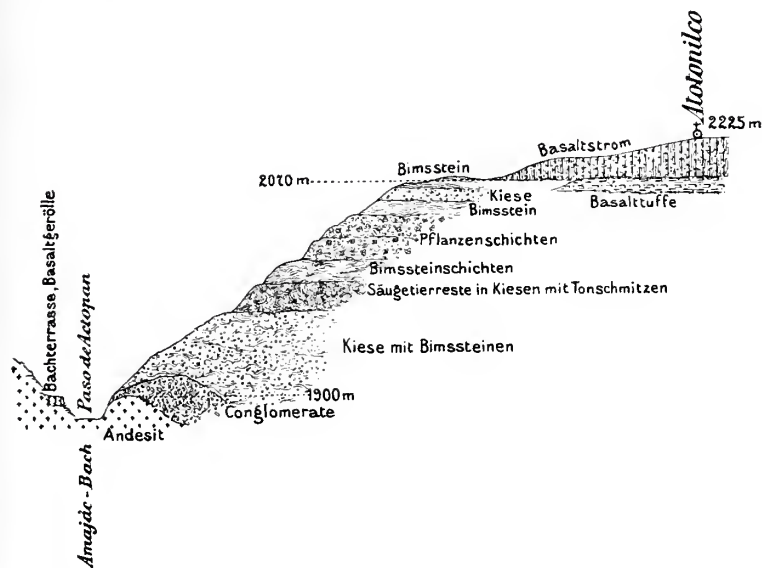 Atotonilco
2225 m
Basaltstrom
Bimsstein
2070 m
Kiese
Bimsstein
Basalttuffe
Pflanzenschichten
Bimssteinschichten
Säugetierreste in Kiesen mit Tonschmitzen
Bachterrasse, Basaltgerölle
Paso de Actopan
Kiese mit Bimssteinen
1900 m
Conglomerate
Andesit
Amajàc-Bach